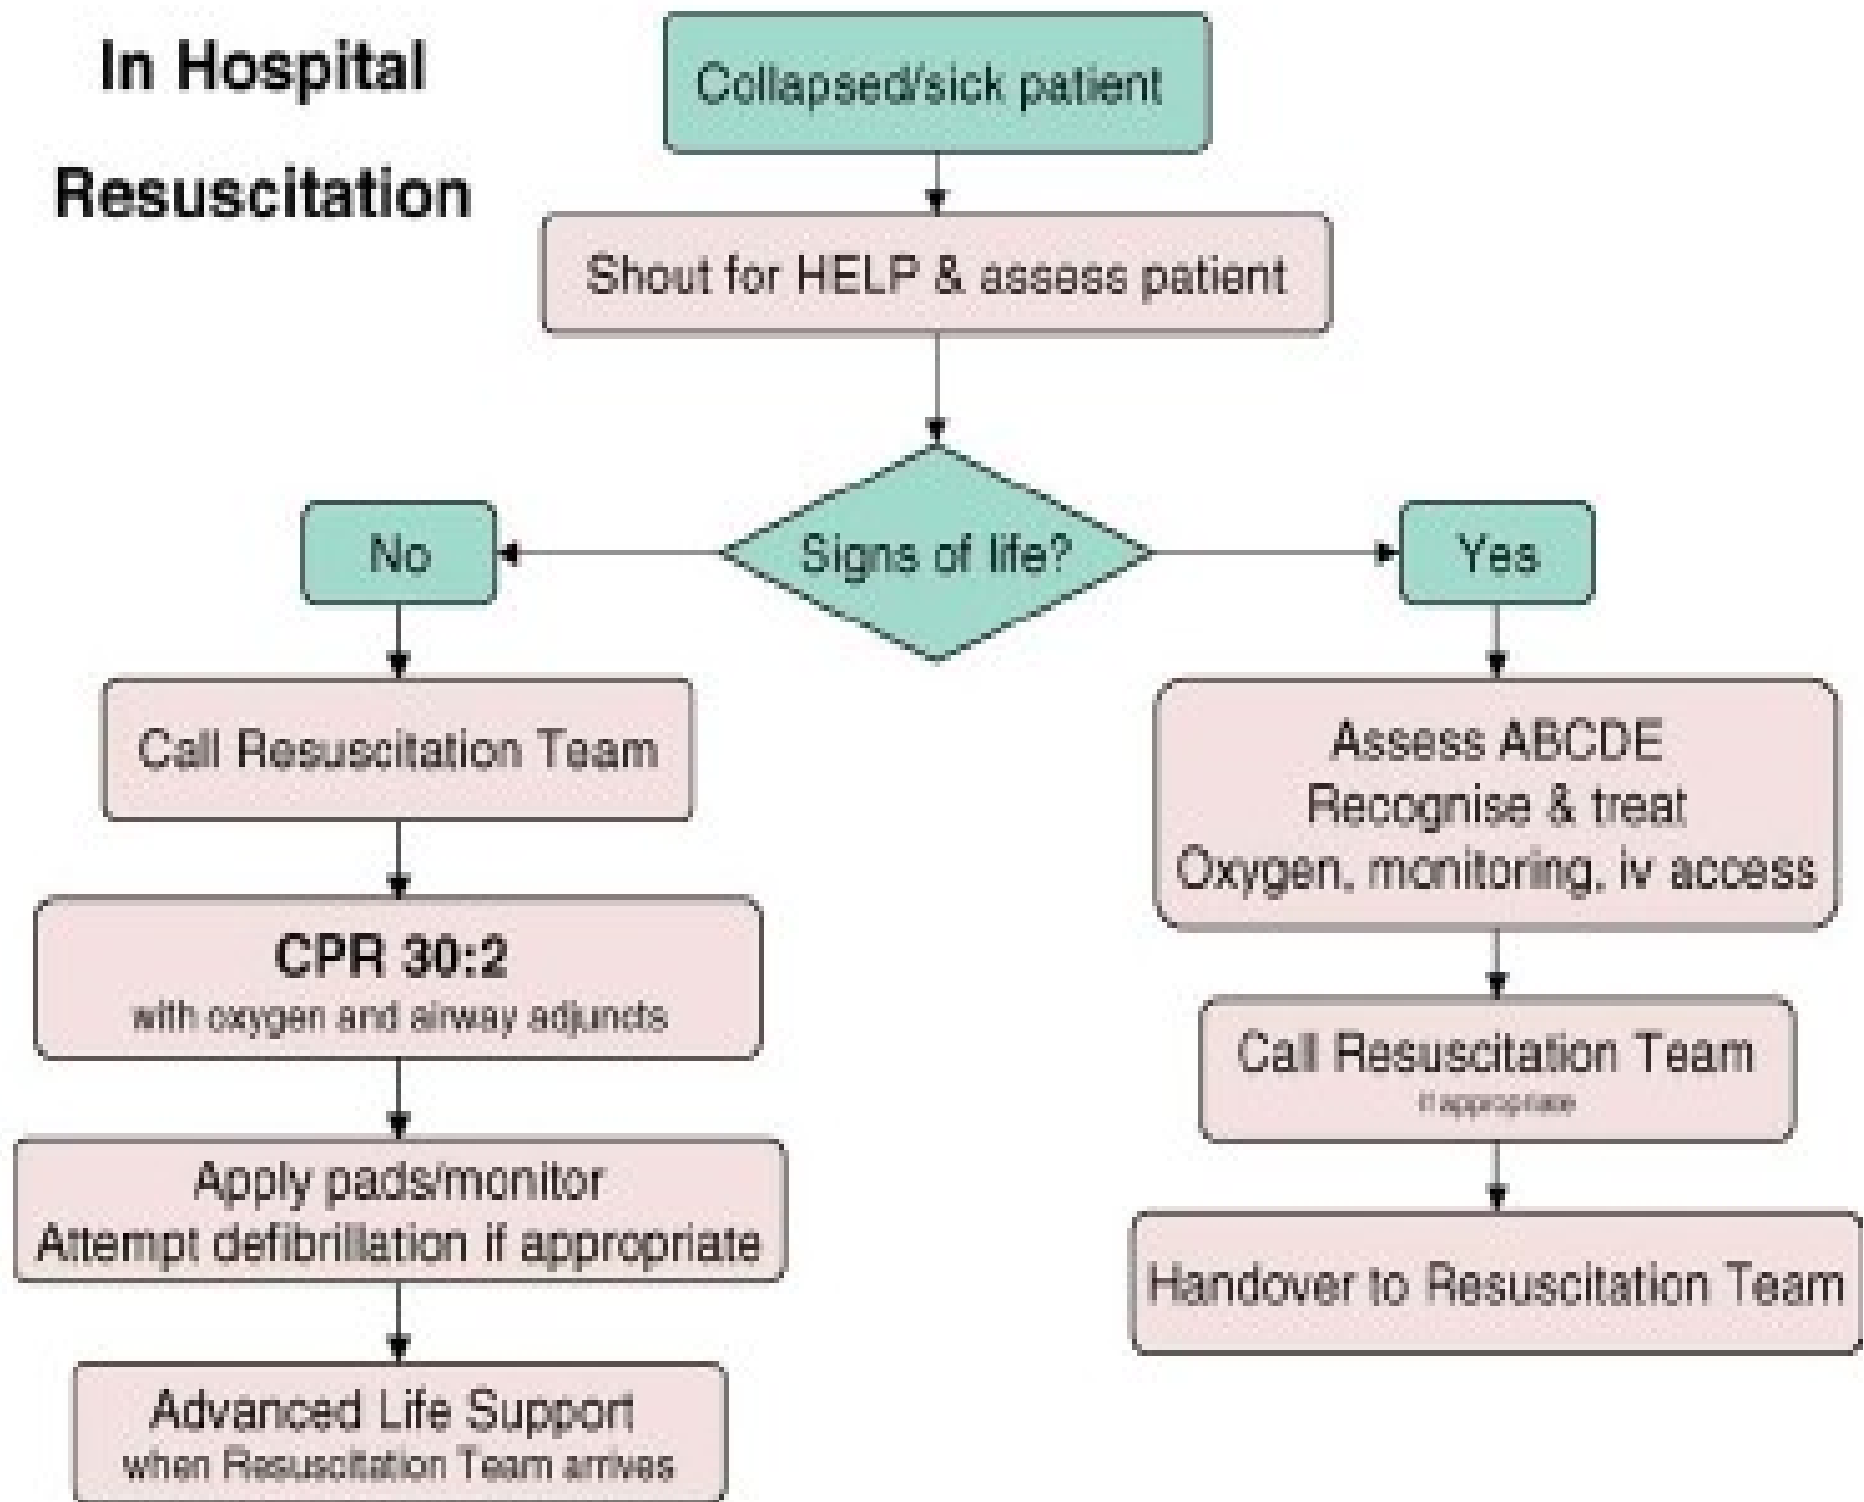 In Hospital
Resuscitation
Collapsed/sick patient
Shout for HELP & assess patient
Signs of life?
No
Yes
Call Resuscitation Team
CPR 30:2
with oxygen and airway adjuncts
Apply pads/monitor
Attempt defibrillation if appropriate
Advanced Life Support
when Resuscitation Team arrives
Assess ABCDE
Recognise & treat
Oxygen, monitoring, iv access
Call Resuscitation Team
if appropriate
Handover to Resuscitation Team